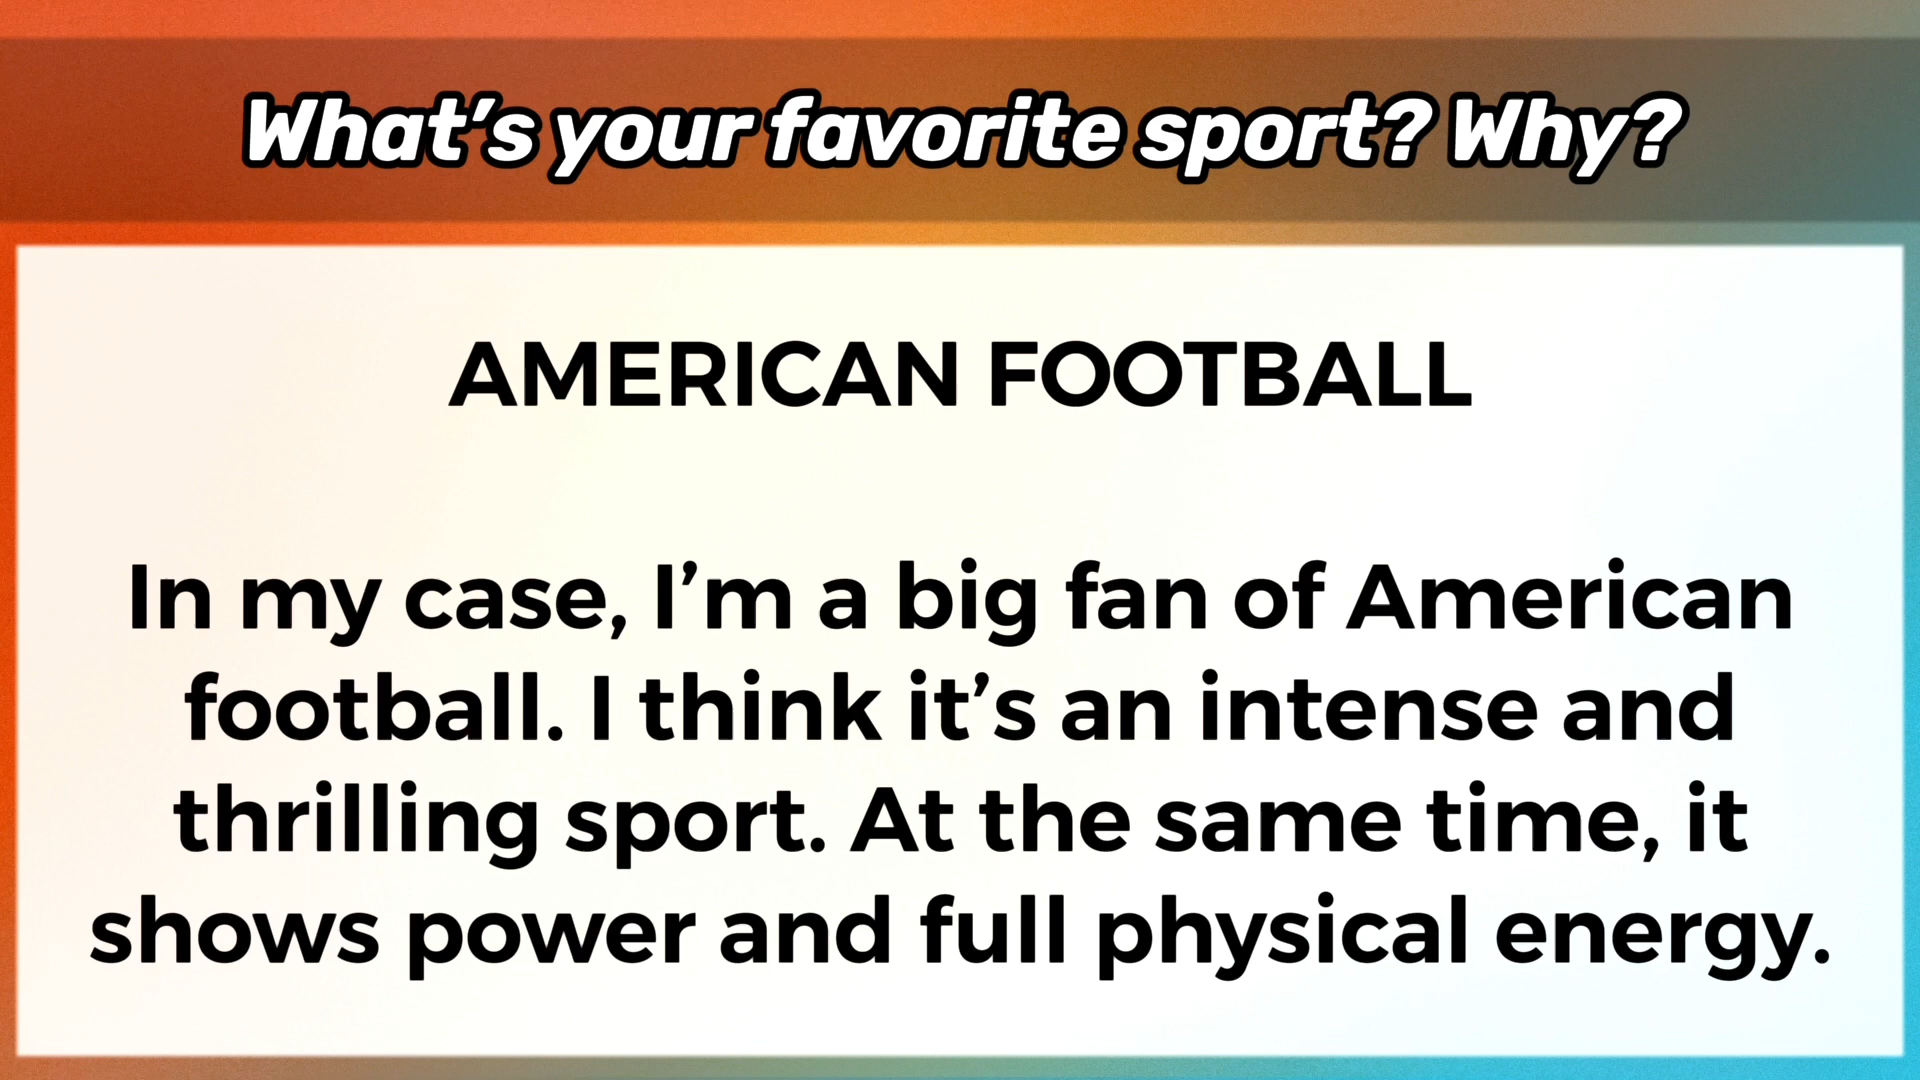 What’s your favorite sport? Why?
AMERICAN FOOTBALL
In my case, I’m a big fan of American
football. I think it’s an intense and
thrilling sport. At the same time, it
shows power and full physical energy.